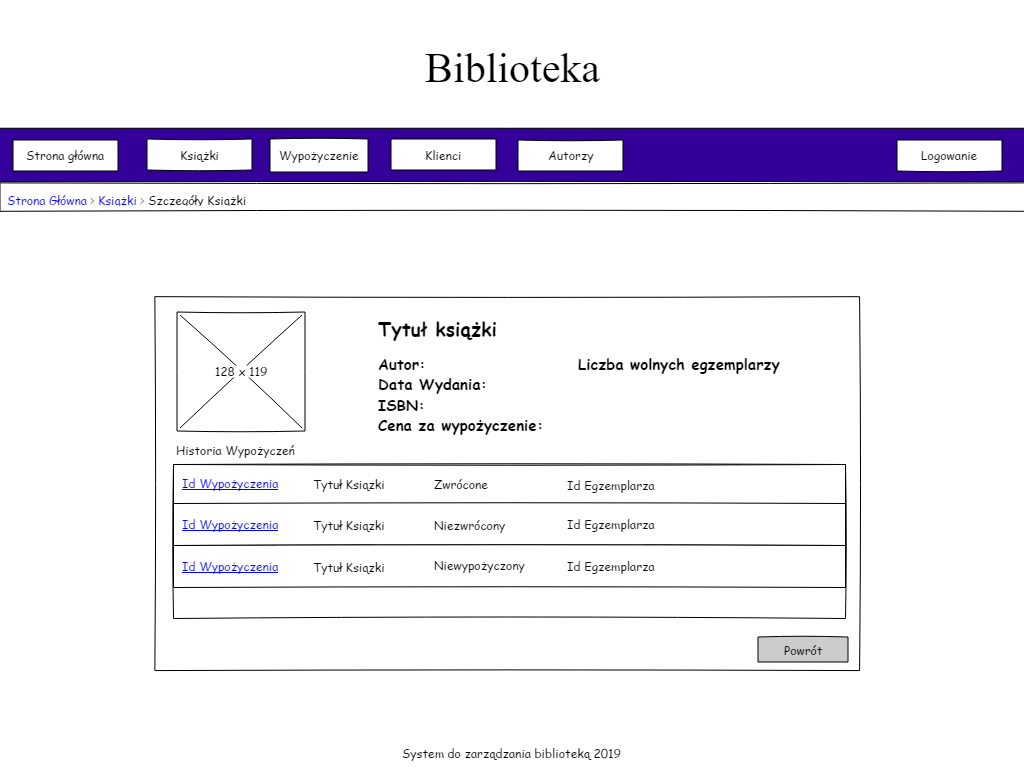 Biblioteka
Strona główna Książki Wypożyczenie Klienci Autorzy Logowanie
Strona Główna > Książki > Szczegóły Książki
128 x 119
Tytuł książki
Autor: Liczba wolnych egzemplarzy
Data Wydania:
ISBN:
Cena za wypożyczenie:
Historia Wypożyczeń
Id Wypożyczenia Tytuł Książki Zwrócone Id Egzemplarza
Id Wypożyczenia Tytuł Książki Niezwrócony Id Egzemplarza
Id Wypożyczenia Tytuł Książki Niewypożyczony Id Egzemplarza
Powrót
System do zarządzania biblioteką 2019